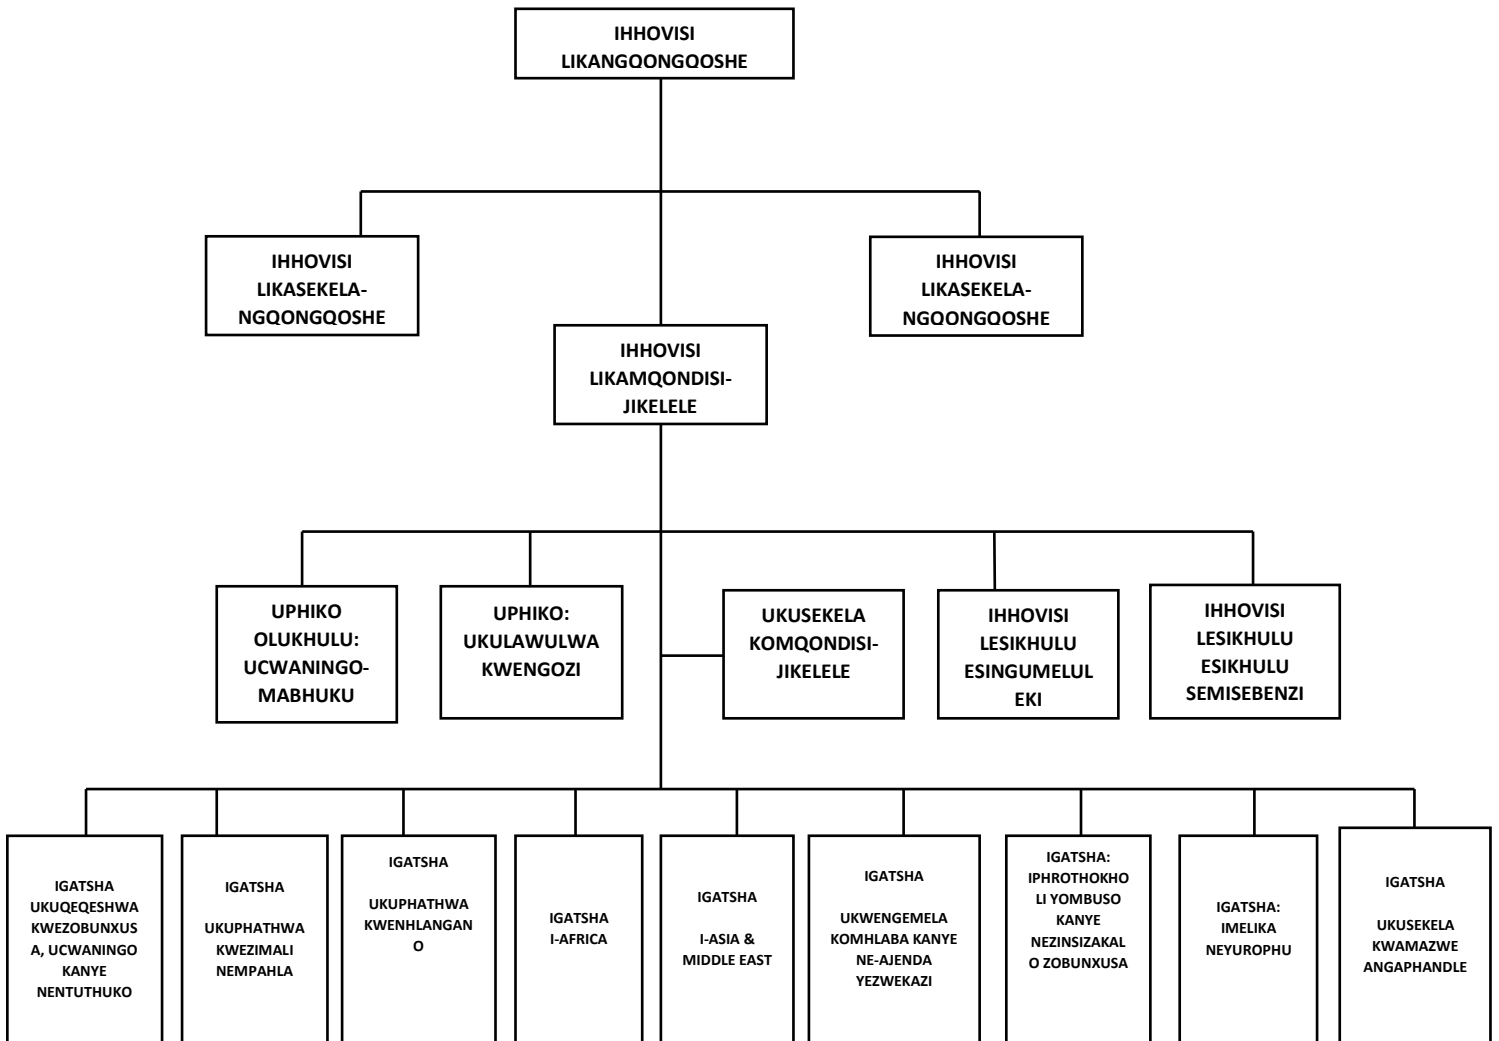 IHHOVISI
LIKANGQONGQOSHE
IHHOVISI
LIKASEKELA-
NGQONGQOSHE
IHHOVISI
LIKASEKELA-
NGQONGQOSHE
IHHOVISI
LIKAMQONDISI-
JIKELELE
UPHIKO
OLUKHULU:
UCWANINGO-
MABHUKU
UPHIKO:
UKULAWULWA
KWENGOZI
UKUSEKELA
KOMQONDISI-
JIKELELE
IHHOVISI
LESIKHULU
ESINGUMELUL
EKI
IHHOVISI
LESIKHULU
ESIKHULU
SEMISEBENZI
IGATSHA
UKUQEQESHWA
KWEZOBUNXUS
A, UCWANINGO
KANYE
NENTUTHUKO
IGATSHA
UKUPHATHWA
KWEZIMALI
NEMPAHLA
IGATSHA
UKUPHATHWA
KWENHLANGAN
O
IGATSHA
I-AFRICA
IGATSHA
I-ASIA &
MIDDLE EAST
IGATSHA
UKWENGEMELA
KOMHLABA KANYE
NE-AJENDA
YEZWEKAZI
IGATSHA:
IPHROTHOKHO
LI YOMBUSO
KANYE
NEZINSIZAKAL
O ZOBUNXUSA
IGATSHA:
IMELIKA
NEYUROPHU
IGATSHA
UKUSEKELA
KWAMAZWE
ANGAPHANDLE